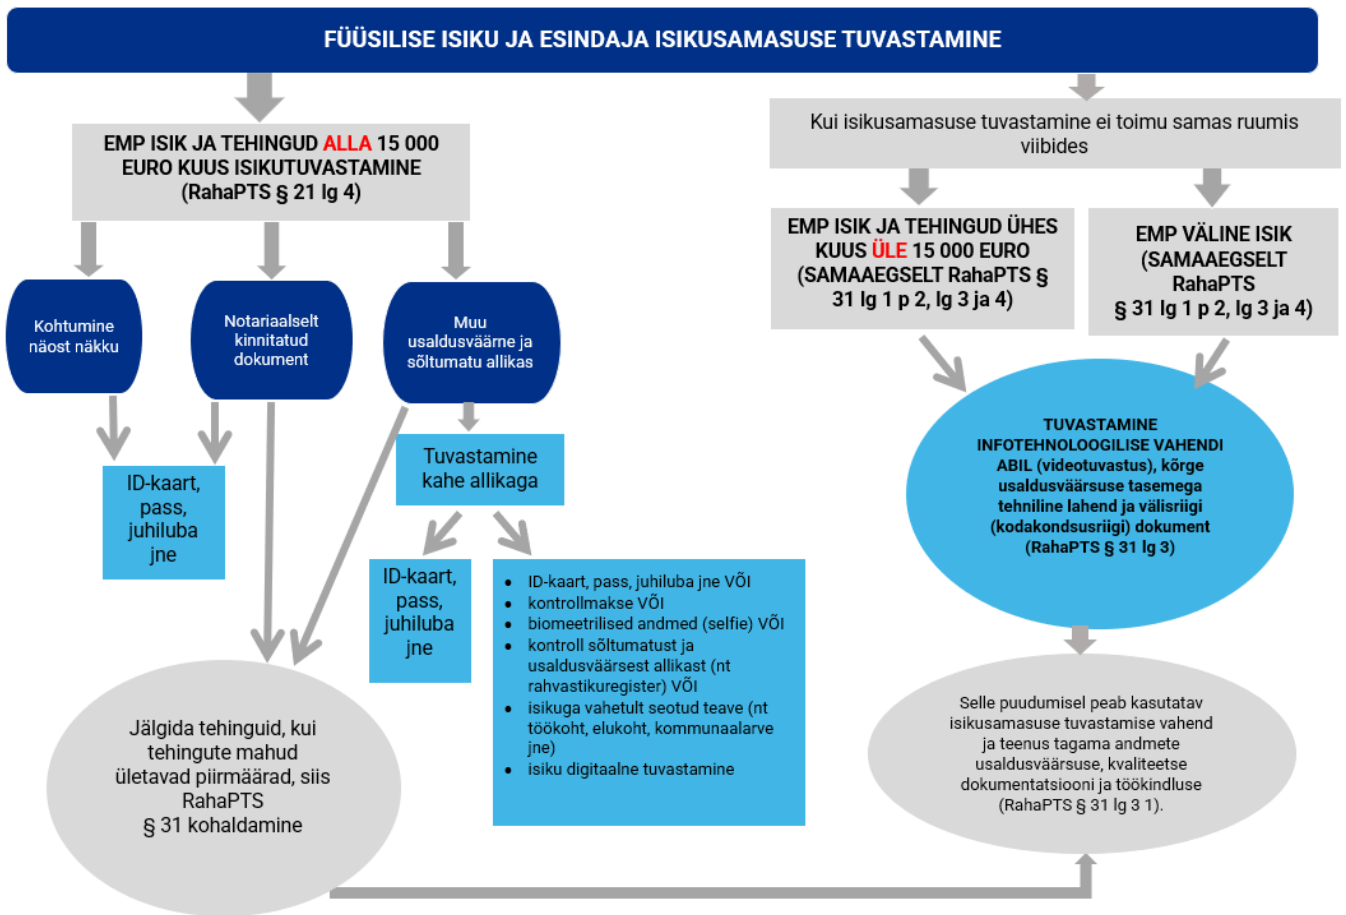 FÜÜSILISE ISIKU JA ESINDAJA ISIKUSAMASUSE TUVASTAMINE
EMP ISIK JA TEHINGUD ALLA 15 000
EURO KUUS ISIKUTUVASTAMINE
(RahaPTS § 21 lg 4)
Kohtumine
näost näkku
Notariaalselt
kinnitatud
dokument
Muu
usaldusväärne ja
sõltumatu allikas
ID-kaart,
pass,
juhiluba
jne
Tuvastamine
kahe allikaga
ID-kaart,
pass,
juhiluba
jne
• ID-kaart, pass, juhiluba jne VÕI
• kontrollmakse VÕI
• biomeetrilised andmed (selfie) VÕI
• kontroll sõltumatust ja
usaldusväärsest allikast (nt
rahvastikuregister) VÕI
• isikuga vahetult seotud teave (nt
töökoht, elukoht, kommunaalarve
jne)
• isiku digitaalne tuvastamine
Jälgida tehinguid, kui
tehingute mahud
ületavad piirmäärad, siis
RahaPTS
§ 31 kohaldamine
Kui isikusamasuse tuvastamine ei toimu samas ruumis
viibides
EMP ISIK JA TEHINGUD ÜHES
KUUS ÜLE 15 000 EURO
(SAMAAEGSELT RahaPTS §
31 lg 1 p 2, lg 3 ja 4)
EMP VÄLINE ISIK
(SAMAAEGSELT
RahaPTS
§ 31 lg 1 p 2, lg 3 ja 4)
TUVASTAMINE
INFOTEHNOLOOGILISE VAHENDI
ABIL (videotuvastus), kõrge
usaldusväärsuse tasemega
tehniline lahend ja välisriigi
(kodakondsusriigi) dokument
(RahaPTS § 31 lg 3)
Selle puudumisel peab kasutatav
isikusamasuse tuvastamise vahend
ja teenus tagama andmete
usaldusväärsuse, kvaliteetse
dokumentatsiooni ja töökindluse
(RahaPTS § 31 lg 3 1).